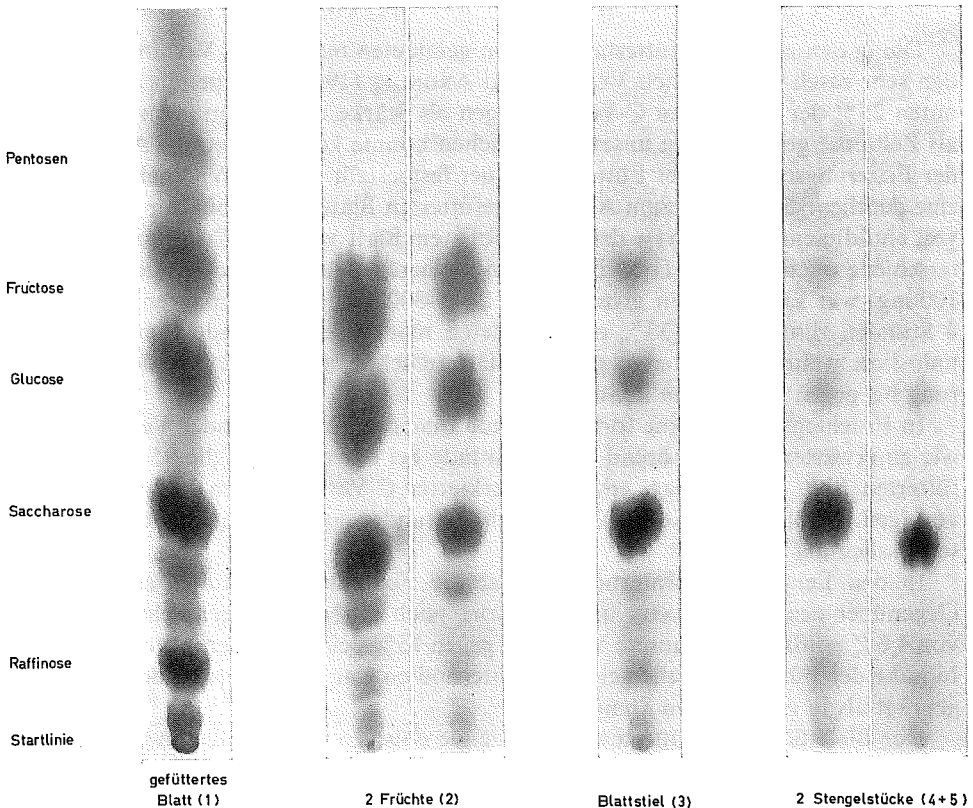 Pentosen
Fructose
Glucose
Saccharose
Raffinose
Startlinie
gefüttertes
Blatt (1)
2 Früchte (2)
Blattstiel (3)
2 Stengelstücke (4+5)